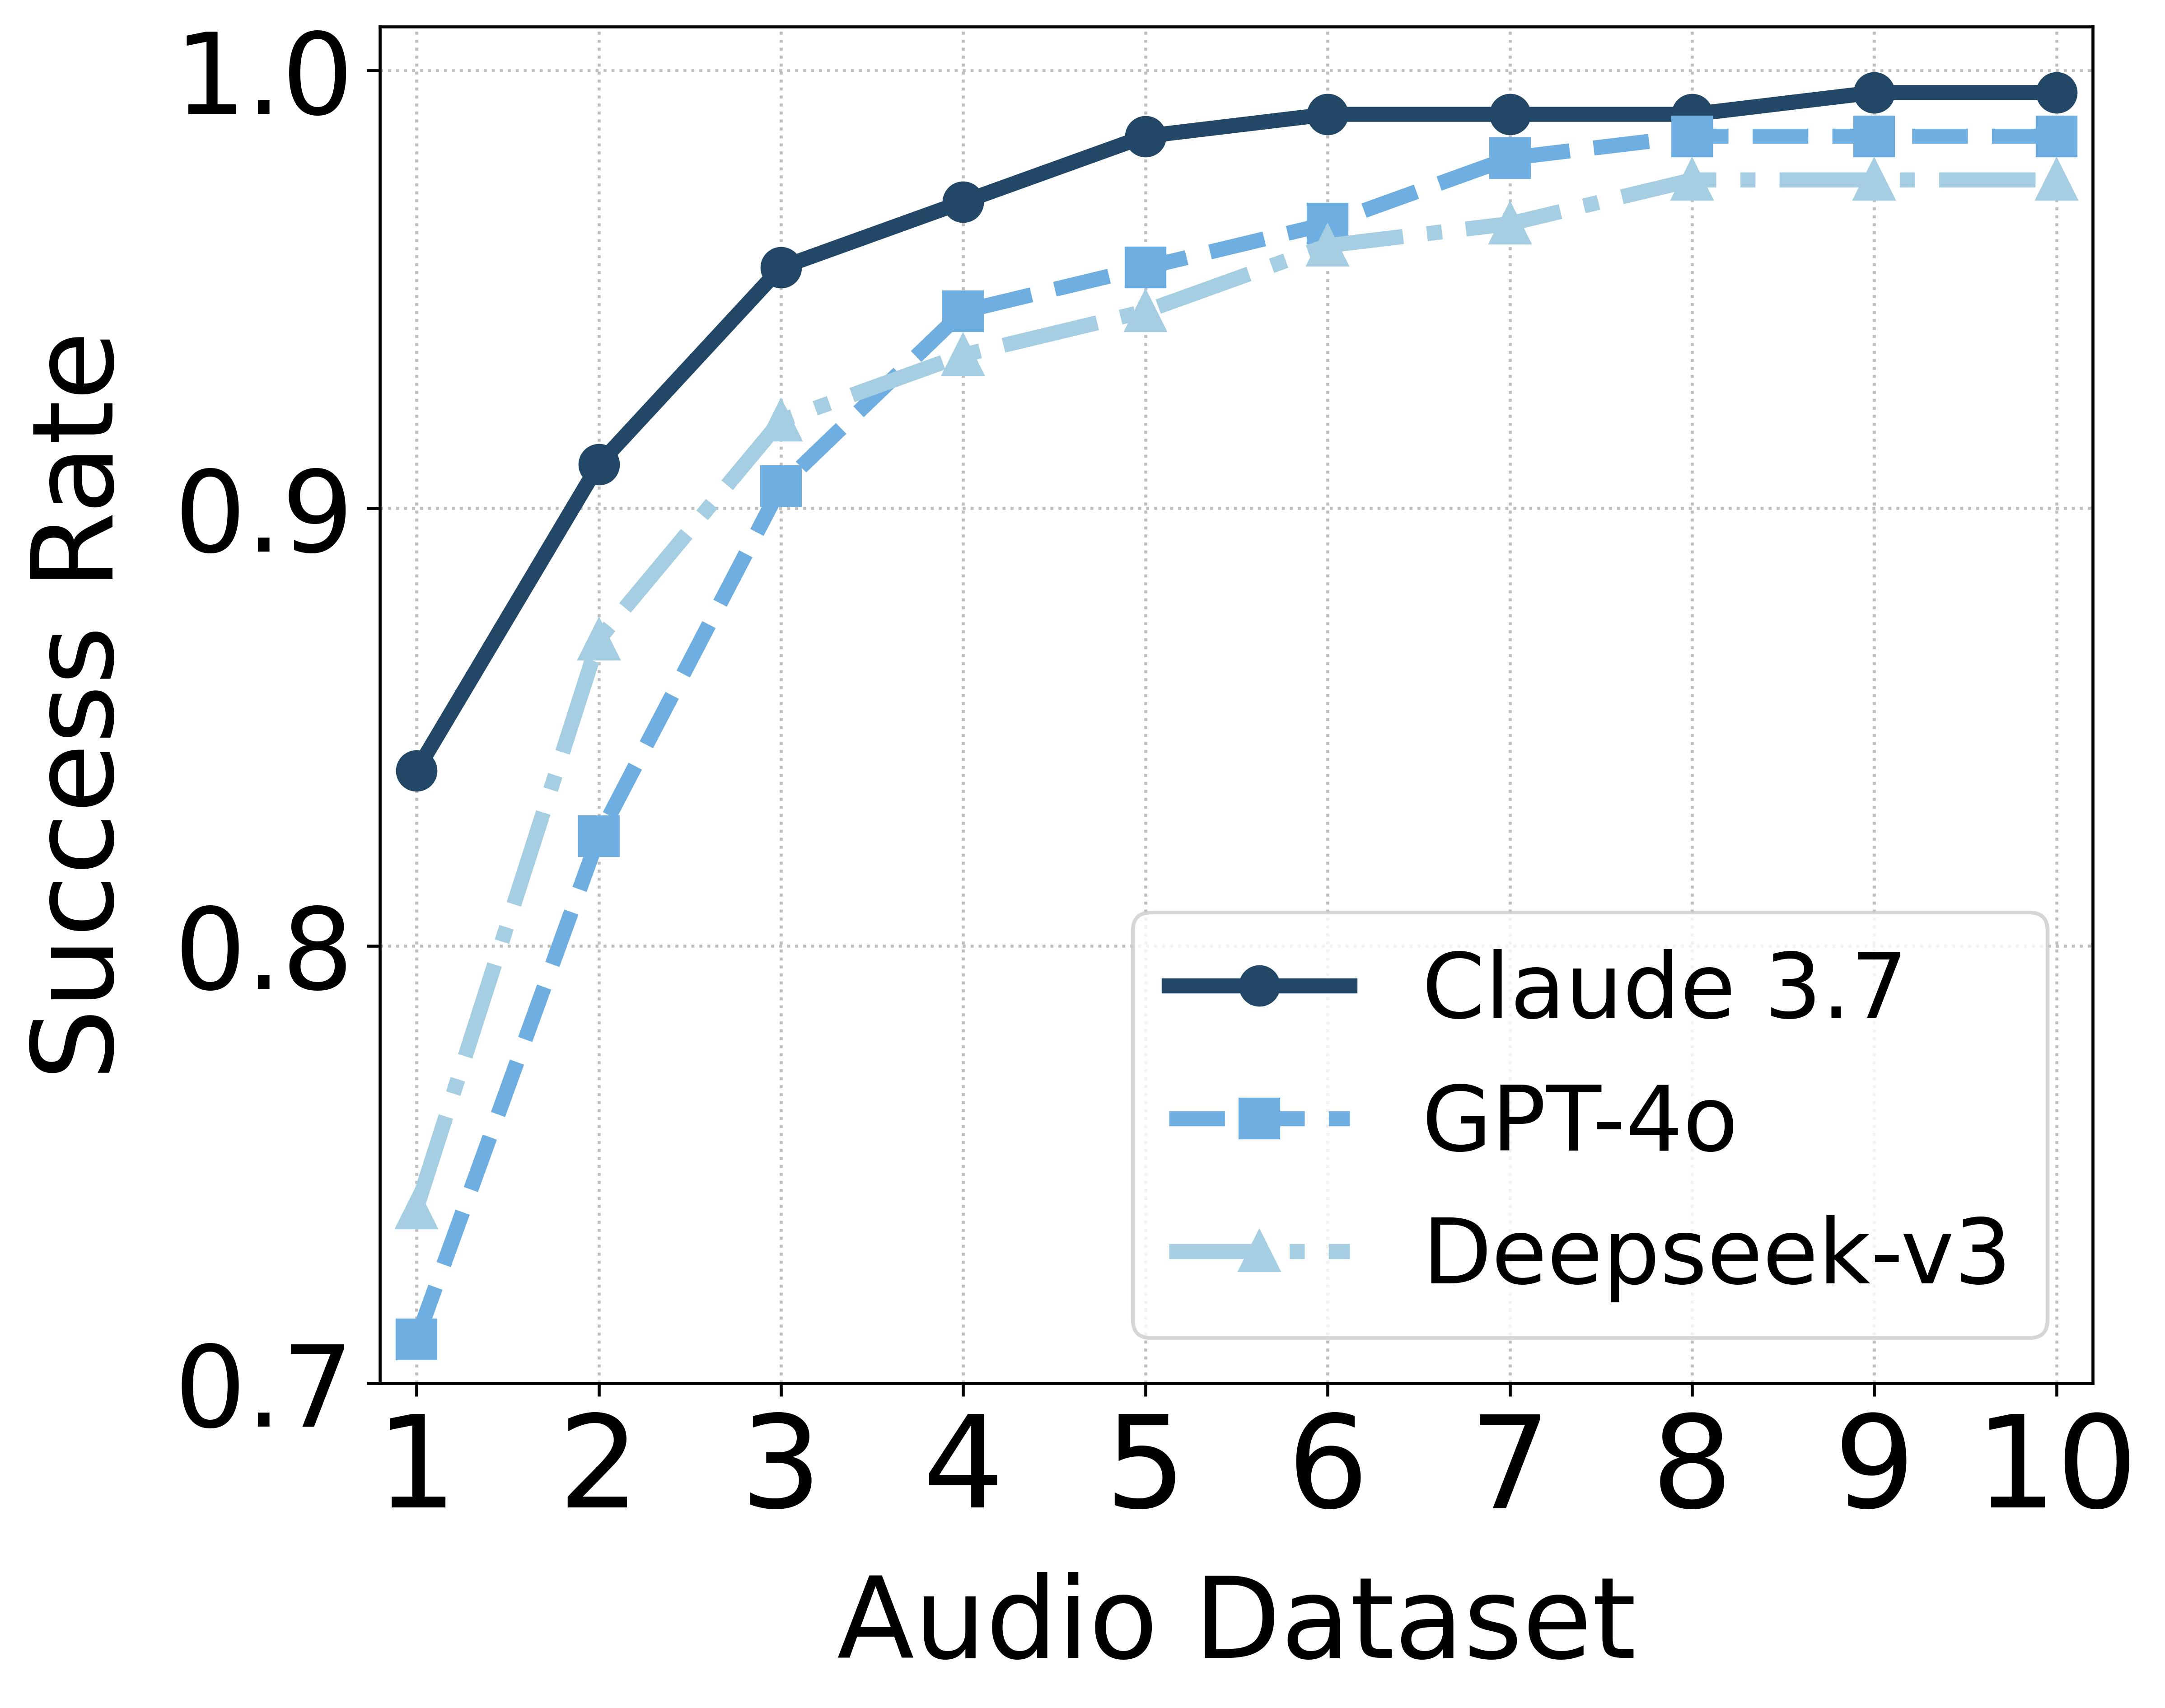 1.0
0.9
0.8
0.7
Success Rate
Claude 3.7
GPT-4o
Deepseek-v3
1 2 3 4 5 6 7 8 9 10
Audio Dataset